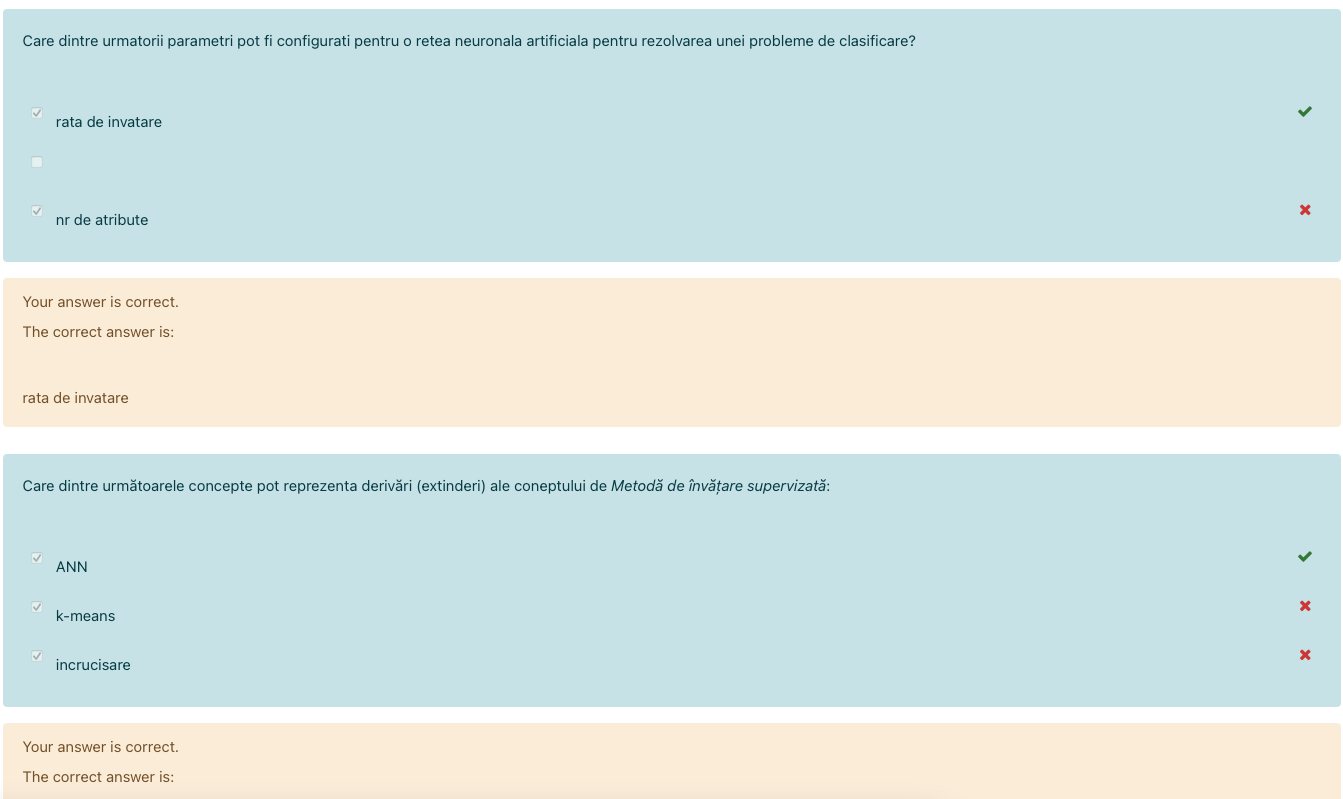 Care dintre urmatorii parametri pot fi configurati pentru o retea neuronala artificiala pentru rezolvarea unei probleme de clasificare?
rata de invatare
nr de atribute
Your answer is correct.
The correct answer is:
rata de invatare
Care dintre următoarele concepte pot reprezenta derivări (extinderi) ale coneptului de Metodă de învățare supervizată:
ANN
k-means
incrucisare
Your answer is correct.
The correct answer is: